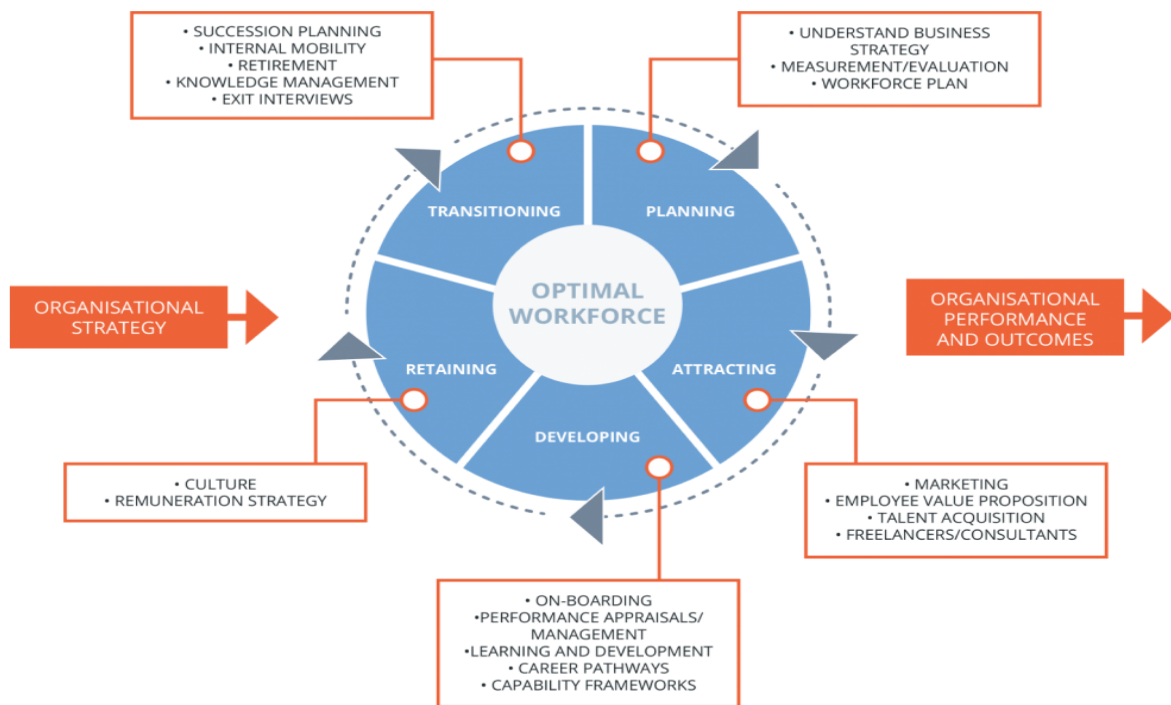 • SUCCESSION PLANNING
• INTERNAL MOBILITY
• RETIREMENT
• KNOWLEDGE MANAGEMENT
• EXIT INTERVIEWS
• UNDERSTAND BUSINESS
STRATEGY
• MEASUREMENT/EVALUATION
• WORKFORCE PLAN
TRANSITIONING
PLANNING
ORGANISATIONAL
STRATEGY
OPTIMAL
WORKFORCE
ORGANISATIONAL
PERFORMANCE
AND OUTCOMES
RETAINING
ATTRACTING
DEVELOPING
• CULTURE
• REMUNERATION STRATEGY
• MARKETING
• EMPLOYEE VALUE PROPOSITION
• TALENT ACQUISITION
• FREELANCERS/CONSULTANTS
• ON-BOARDING
•PERFORMANCE APPRAISALS/
MANAGEMENT
•LEARNING AND DEVELOPMENT
• CAREER PATHWAYS
• CAPABILITY FRAMEWORKS